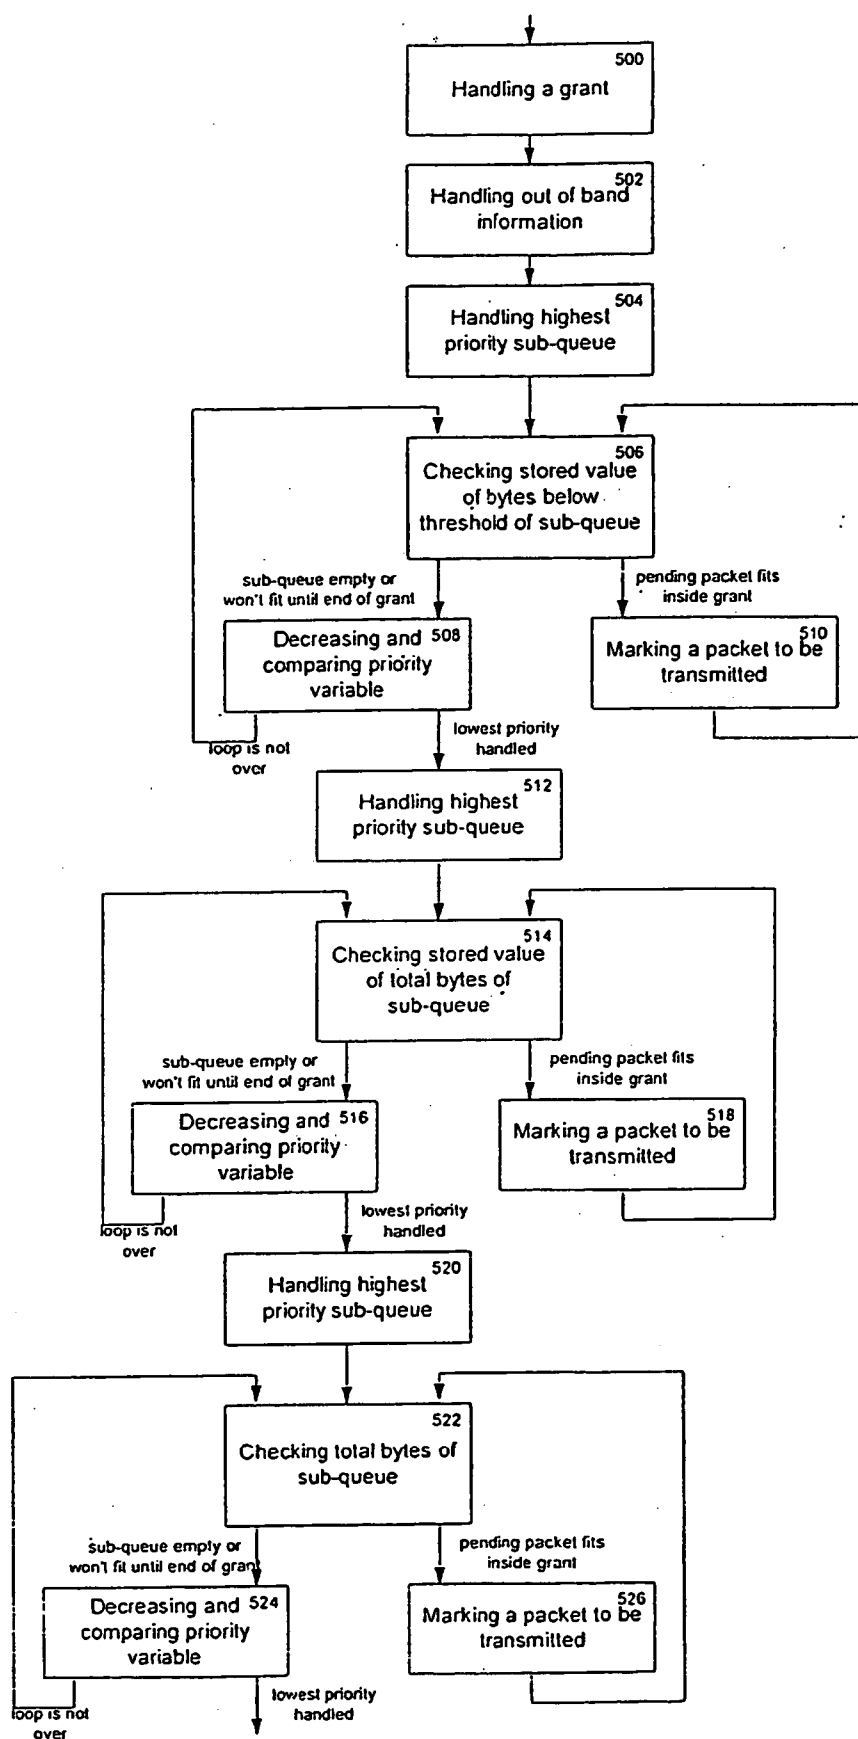 500
Handling a grant
502
Handling out of band
information
504
Handling highest
priority sub-queue
506
Checking stored value
of bytes below
threshold of sub-queue
sub-queue empty or
won't fit until end of grant
pending packet fits
inside grant
Decreasing and 508
comparing priority
variable
510
Marking a packet to be
transmitted
loop is not
over
lowest priority
handled
512
Handling highest
priority sub-queue
514
Checking stored value
of total bytes of
sub-queue
sub-queue empty or
won't fit until end of grant
pending packet fits
inside grant
Decreasing and 516
comparing priority
variable
518
Marking a packet to be
transmitted
loop is not
over
lowest priority
handled
520
Handling highest
priority sub-queue
522
Checking total bytes of
sub-queue
sub-queue empty or
won't fit until end of grant
pending packet fits
inside grant
Decreasing and 524
comparing priority
variable
526
Marking a packet to be
transmitted
loop is not
over
lowest priority
handled